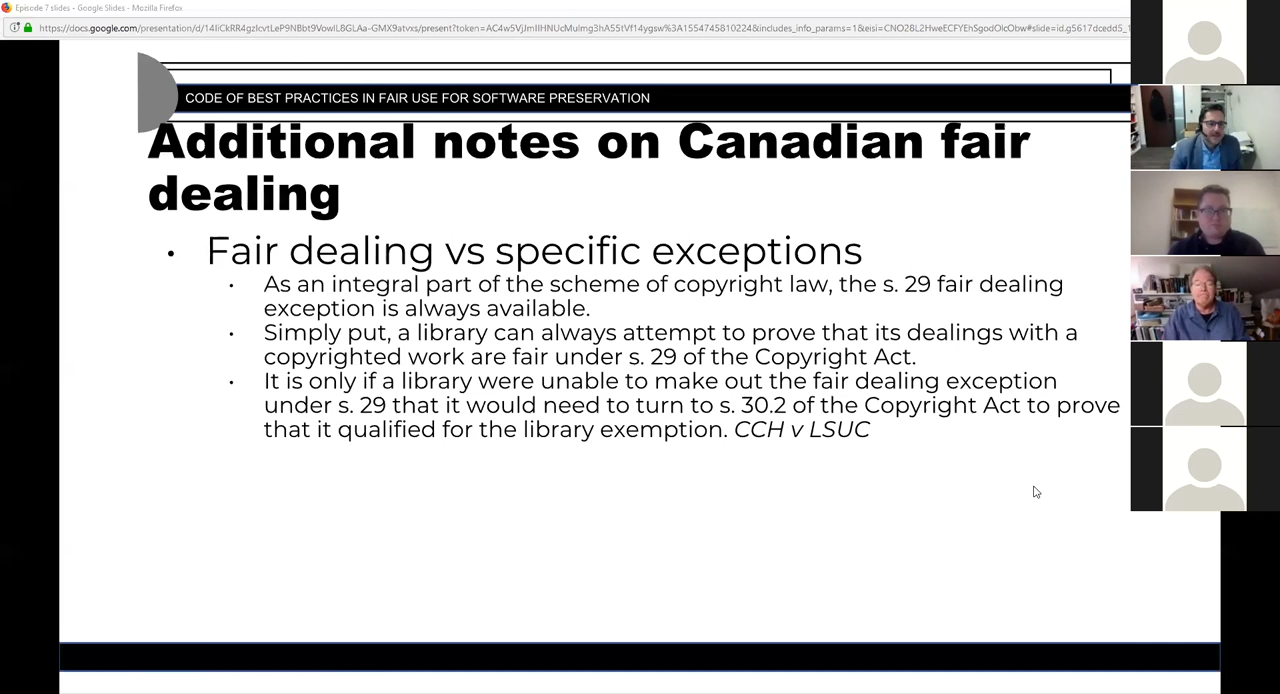 Episode 7 slides - Google Slides - Mozilla Firefox
CODE OF BEST PRACTICES IN FAIR USE FOR SOFTWARE PRESERVATION
Additional notes on Canadian fair
dealing
• Fair dealing vs specific exceptions
• As an integral part of the scheme of copyright law, the s. 29 fair dealing
exception is always available.
• Simply put, a library can always attempt to prove that its dealings with a
copyrighted work are fair under s. 29 of the Copyright Act.
• It is only if a library were unable to make out the fair dealing exception
under s. 29 that it would need to turn to s. 30.2 of the Copyright Act to prove
that it qualified for the library exemption. CCH v LSUC